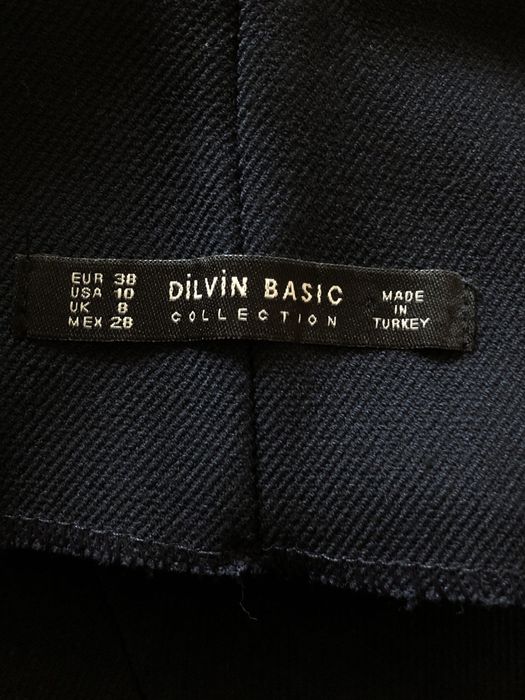 EUR 38
USA 10
UK 8
MEX 28
DiLViN BASIC
COLLECTION
MADE
IN
TURKEY